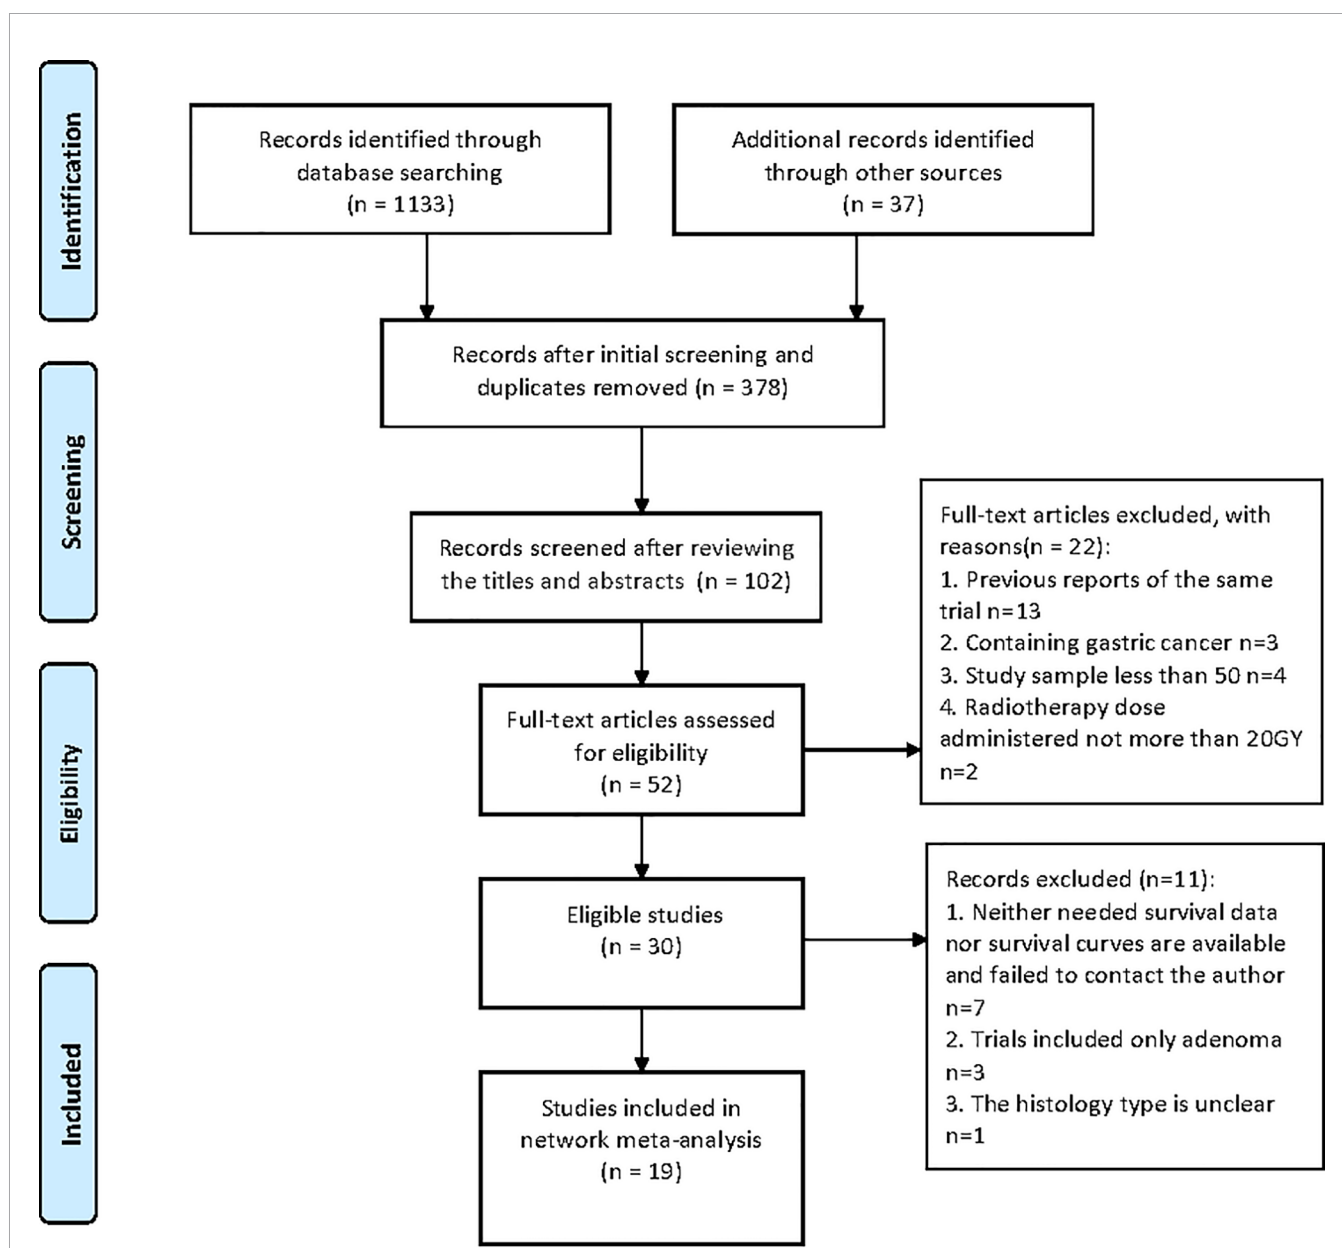 Identification
Records identified through
database searching
(n = 1133)
Additional records identified
through other sources
(n = 37)
Records after initial screening and
duplicates removed (n = 378)
Screening
Records screened after reviewing
the titles and abstracts (n = 102)
Full-text articles excluded, with
reasons(n = 22):
1. Previous reports of the same
trial n=13
2. Containing gastric cancer n=3
3. Study sample less than 50 n=4
4. Radiotherapy dose
administered not more than 20GY
n=2
Eligibility
Full-text articles assessed
for eligibility
(n = 52)
Eligible studies
(n = 30)
Records excluded (n=11):
1. Neither needed survival data
nor survival curves are available
and failed to contact the author
n=7
2. Trials included only adenoma
n=3
3. The histology type is unclear
n=1
Included
Studies included in
network meta-analysis
(n = 19)